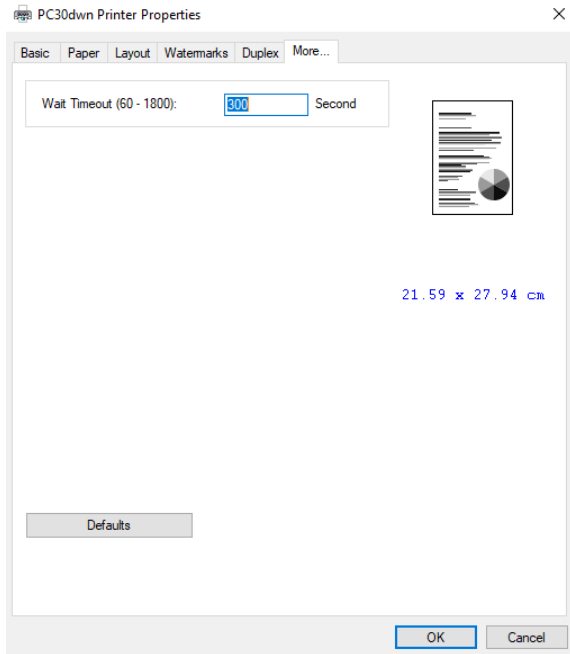 PC30dwn Printer Properties
Basic Paper Layout Watermarks Duplex More...
Wait Timeout (60 - 1800): 300 Second
21.59 x 27.94 cm
Defaults
OK Cancel